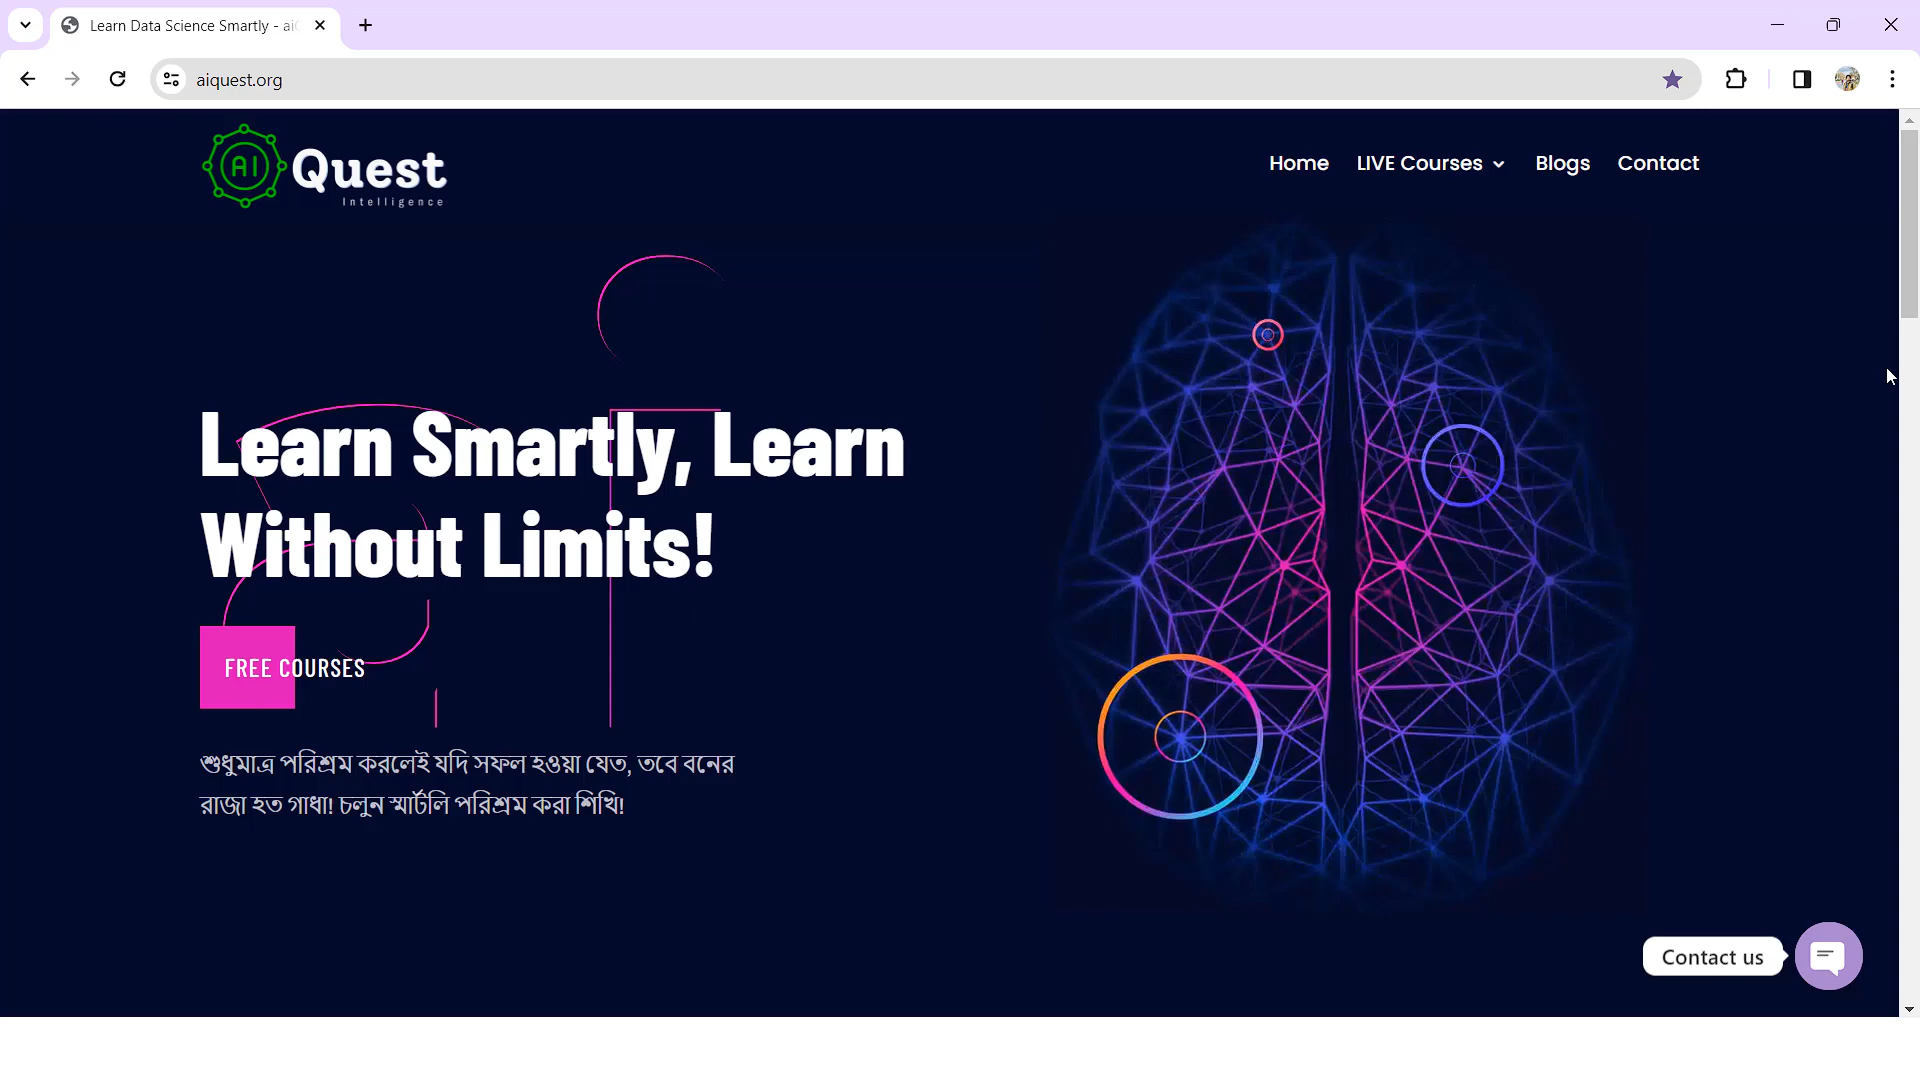 Learn Data Science Smartly - ai
aiquest.org
AI Quest
Intelligence
Home LIVE Courses Blogs Contact
Learn Smartly, Learn
Without Limits!
FREE COURSES
শুধুমাত্র পরিশ্রম করলেই যদি সফল হওয়া যেত, তবে বনের
রাজা হত গাধা! চলুন স্মার্টলি পরিশ্রম করা শিখি!
Contact us